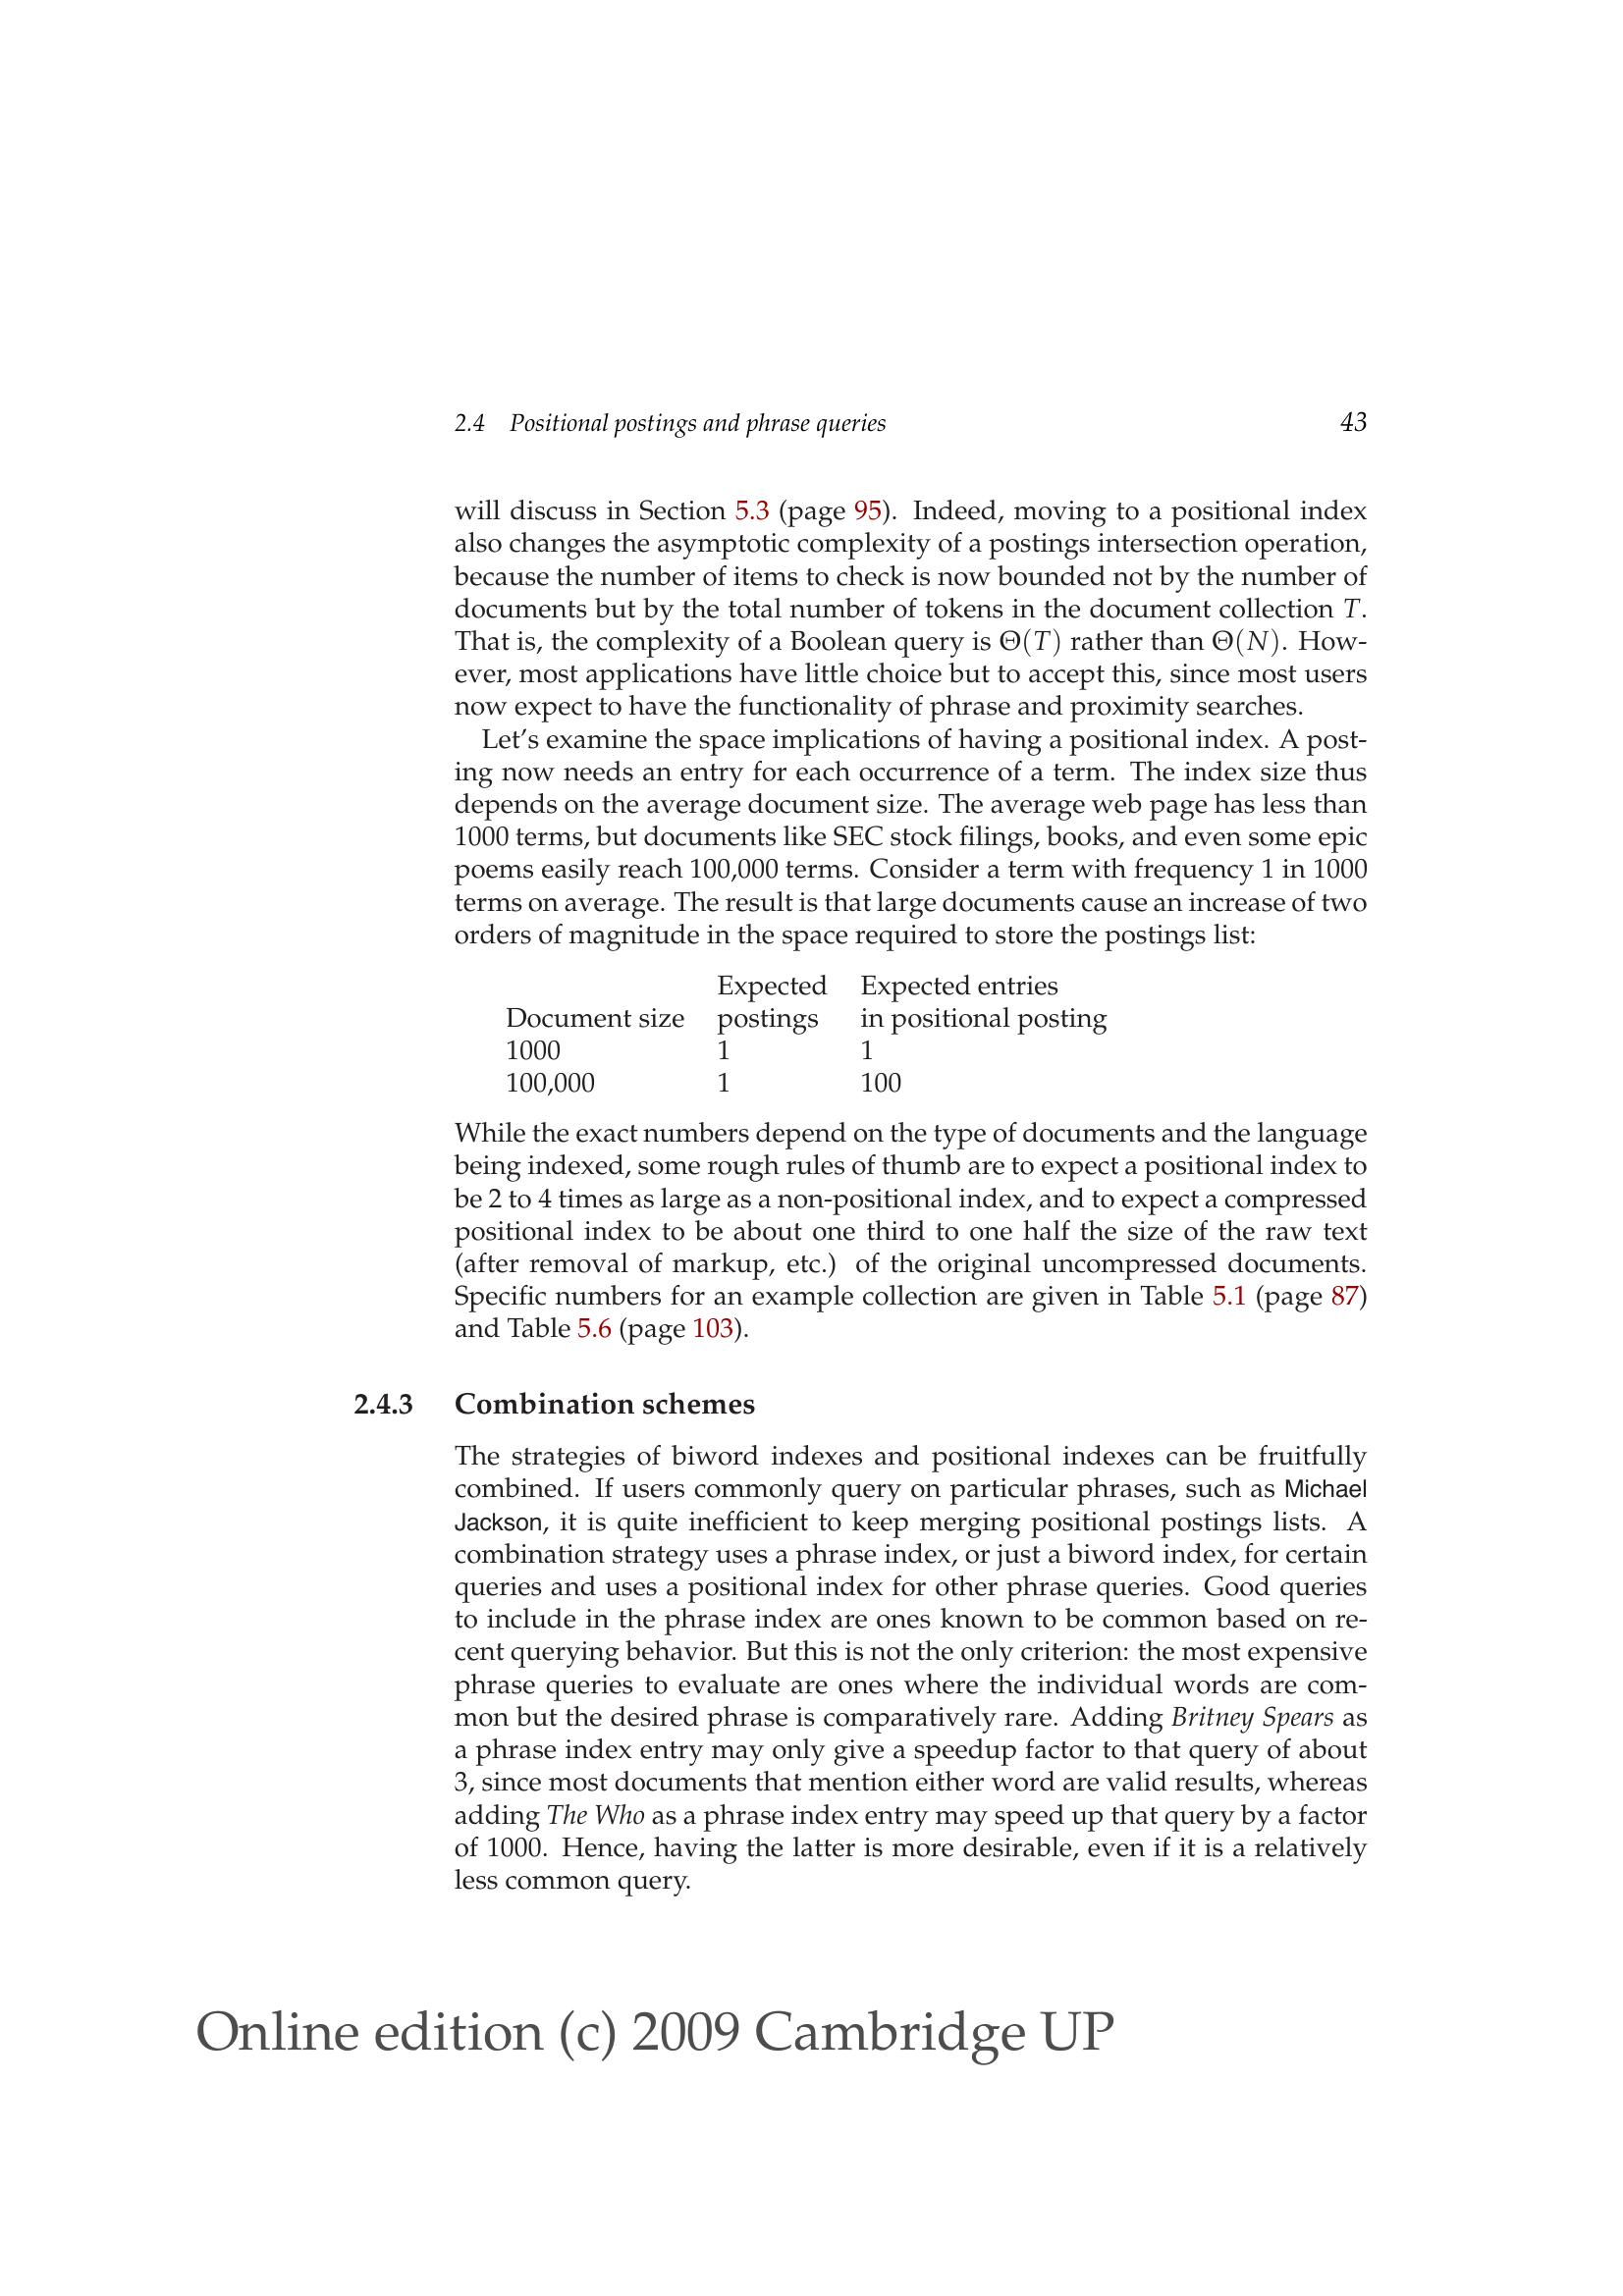 2.4 Positional postings and phrase queries 43
will discuss in Section 5.3 (page 95). Indeed, moving to a positional index
also changes the asymptotic complexity of a postings intersection operation,
because the number of items to check is now bounded not by the number of
documents but by the total number of tokens in the document collection T.
That is, the complexity of a Boolean query is Θ(T) rather than Θ(N). How-
ever, most applications have little choice but to accept this, since most users
now expect to have the functionality of phrase and proximity searches.
Let's examine the space implications of having a positional index. A post-
ing now needs an entry for each occurrence of a term. The index size thus
depends on the average document size. The average web page has less than
1000 terms, but documents like SEC stock filings, books, and even some epic
poems easily reach 100,000 terms. Consider a term with frequency 1 in 1000
terms on average. The result is that large documents cause an increase of two
orders of magnitude in the space required to store the postings list:
Expected Expected entries
Document size postings in positional posting
1000 1 1
100,000 1 100
While the exact numbers depend on the type of documents and the language
being indexed, some rough rules of thumb are to expect a positional index to
be 2 to 4 times as large as a non-positional index, and to expect a compressed
positional index to be about one third to one half the size of the raw text
(after removal of markup, etc.) of the original uncompressed documents.
Specific numbers for an example collection are given in Table 5.1 (page 87)
and Table 5.6 (page 103).
2.4.3 Combination schemes
The strategies of biword indexes and positional indexes can be fruitfully
combined. If users commonly query on particular phrases, such as Michael
Jackson, it is quite inefficient to keep merging positional postings lists. A
combination strategy uses a phrase index, or just a biword index, for certain
queries and uses a positional index for other phrase queries. Good queries
to include in the phrase index are ones known to be common based on re-
cent querying behavior. But this is not the only criterion: the most expensive
phrase queries to evaluate are ones where the individual words are com-
mon but the desired phrase is comparatively rare. Adding Britney Spears as
a phrase index entry may only give a speedup factor to that query of about
3, since most documents that mention either word are valid results, whereas
adding The Who as a phrase index entry may speed up that query by a factor
of 1000. Hence, having the latter is more desirable, even if it is a relatively
less common query.
Online edition (c) 2009 Cambridge UP